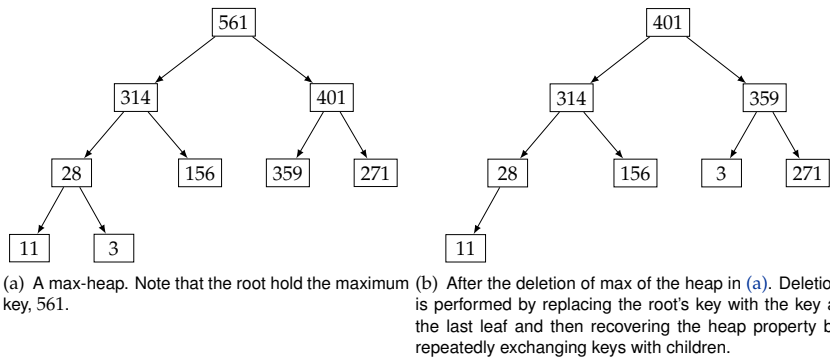 561
401
314
401
314
359
28
156
359
271
28
156
3
271
11
3
11
(a) A max-heap. Note that the root hold the maximum
key, 561.
(b) After the deletion of max of the heap in (a). Deletio
is performed by replacing the root's key with the key a
the last leaf and then recovering the heap property b
repeatedly exchanging keys with children.